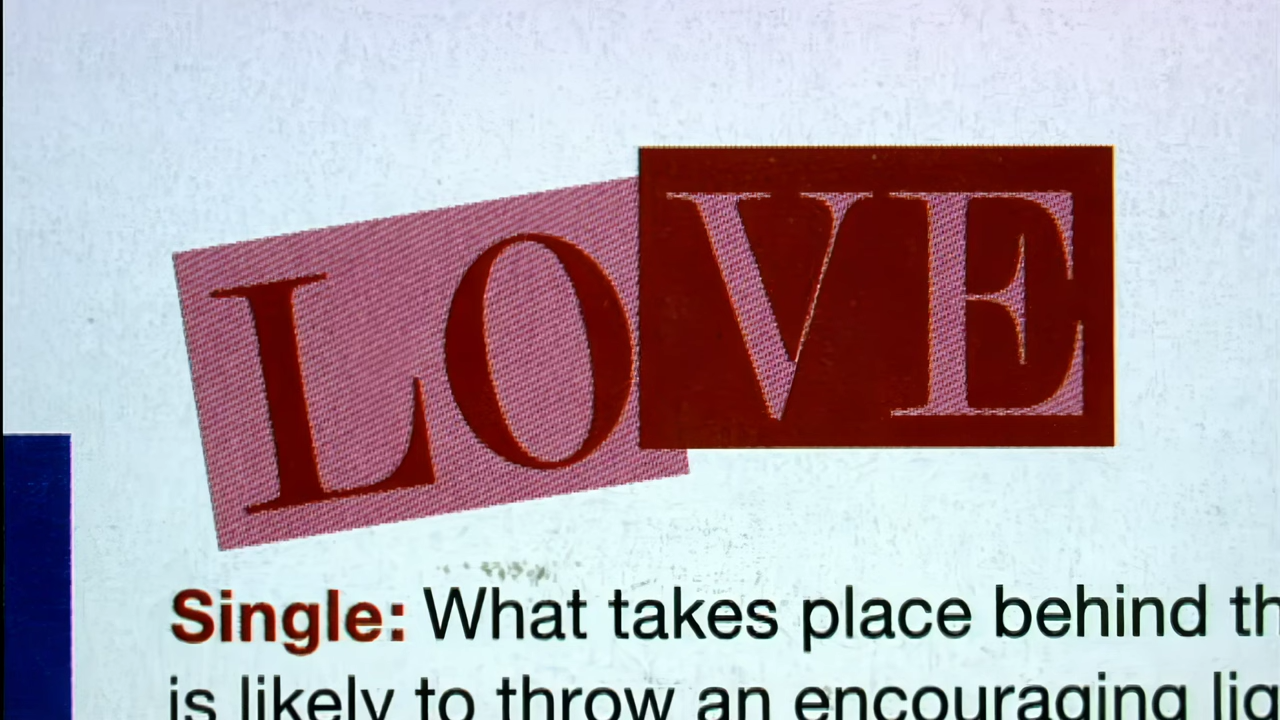 LOVE
Single: What takes place behind
is likely to throw an encouraging